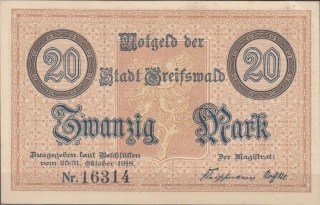 Notgeld der
20 Stadt Greifswald 20
Zwanzig Mark
Ausgegeben laut Beschlüssen
vom 25/31. Oktober 1918.
Der Magistrat:
Nr. 16314